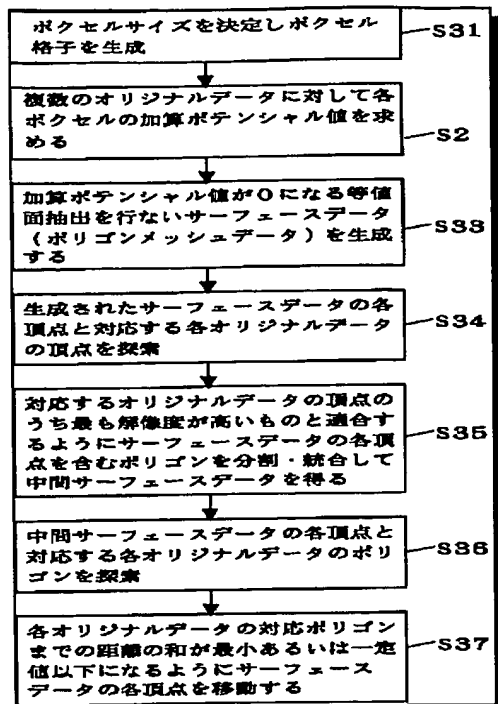 ボクセルサイズを決定しボクセル
格子を生成
S31
複数のオリジナルデータに対して各
ボクセルの加算ポテンシャル値を求
める
S2
加算ポテンシャル値が0になる等値
面抽出を行ないサーフェースデータ
(ポリゴンメッシュデータ)を生成
する
S33
生成されたサーフェースデータの各
頂点と対応する各オリジナルデータ
の頂点を探索
S34
対応するオリジナルデータの頂点の
うち最も解像度が高いものと適合す
るようにサーフェースデータの各頂
点を含むポリゴンを分割・統合して
中間サーフェースデータを得る
S35
中間サーフェースデータの各頂点と
対応する各オリジナルデータのポリ
ゴンを探索
S36
各オリジナルデータの対応ポリゴン
までの距離の和が最小あるいは一定
値以下になるようにサーフェース
データの各頂点を移動する
S37